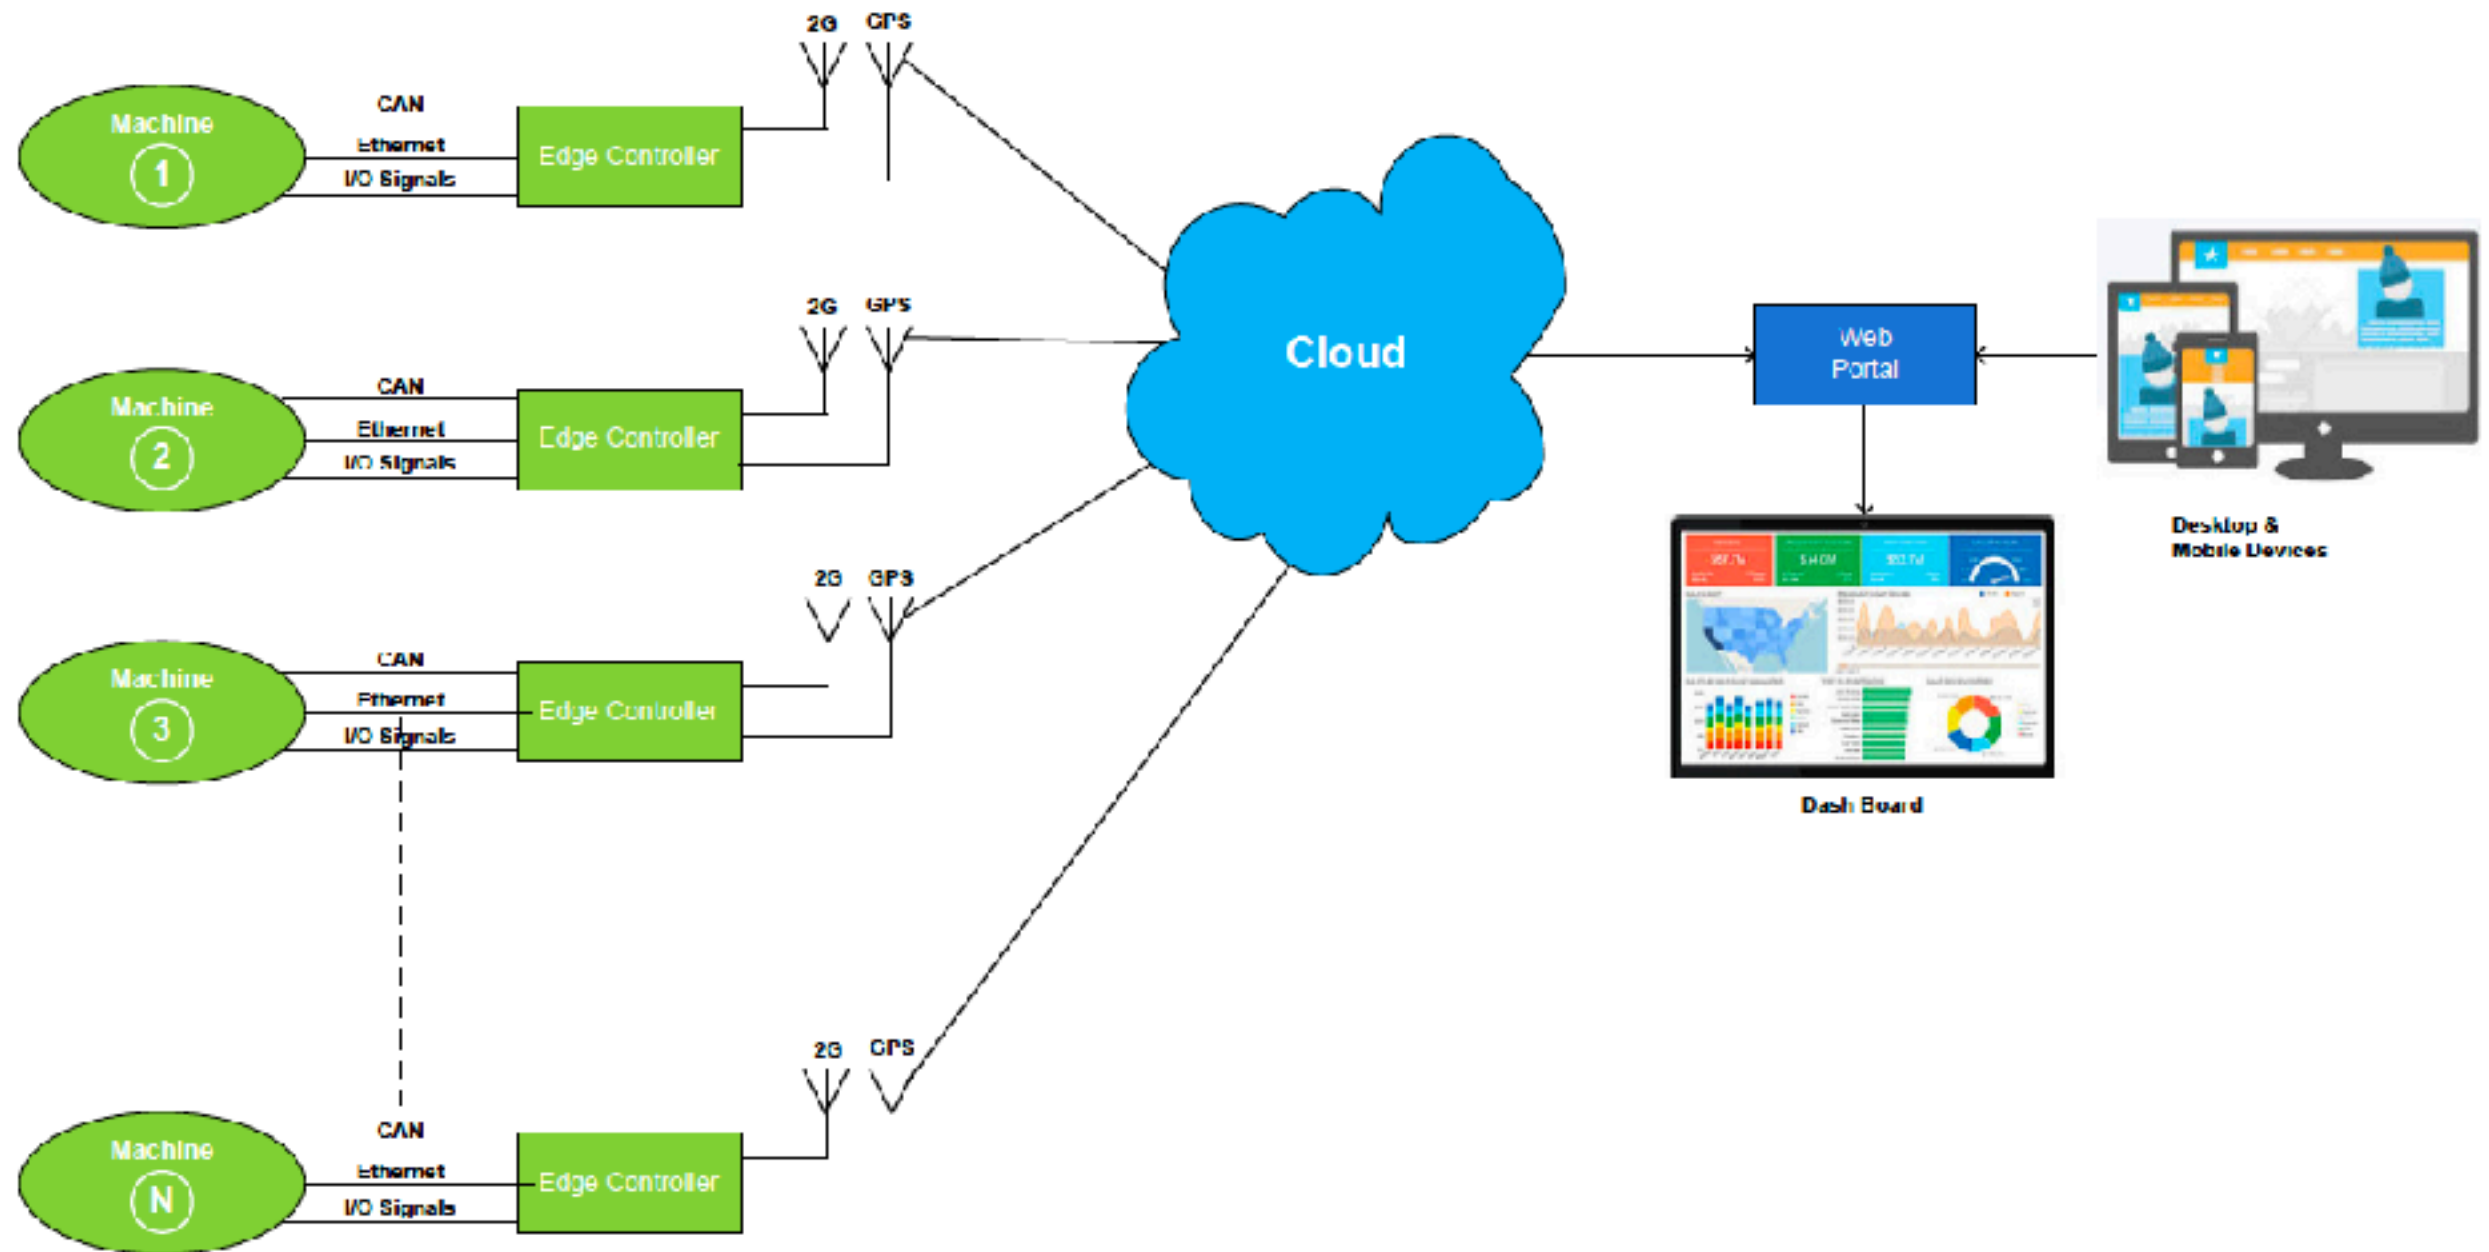 2G GPS
CAN
Machine
1
Ethernet
I/O Signals
Edge Controller
2G GPS
CAN
Machine
2
Ethernet
I/O Signals
Edge Controller
2G GPS
CAN
Machine
3
Ethernet
I/O Signals
Edge Controller
2G GPS
CAN
Machine
N
Ethernet
I/O Signals
Edge Controller
Cloud
Web
Portal
Desktop &
Mobile Devices
Dash Board